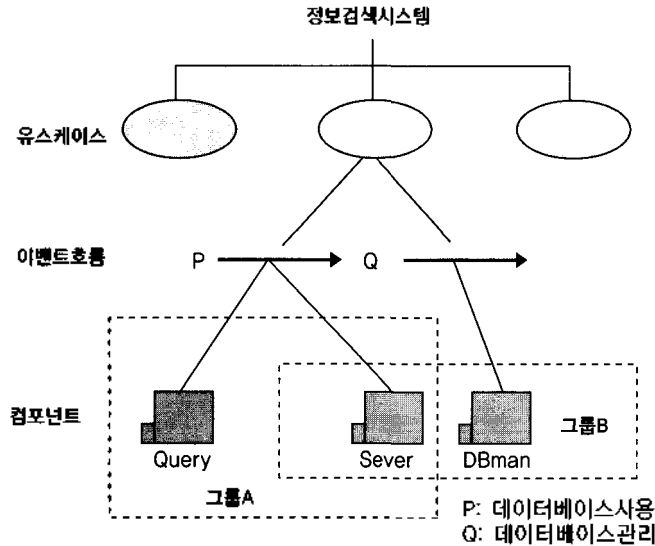 정보검색시스템
유스케이스
이벤트흐름
P
Q
컴포넌트
Query
Sever
DBman
그룹B
그룹A
P: 데이터베이스사용
Q: 데이터베이스관리